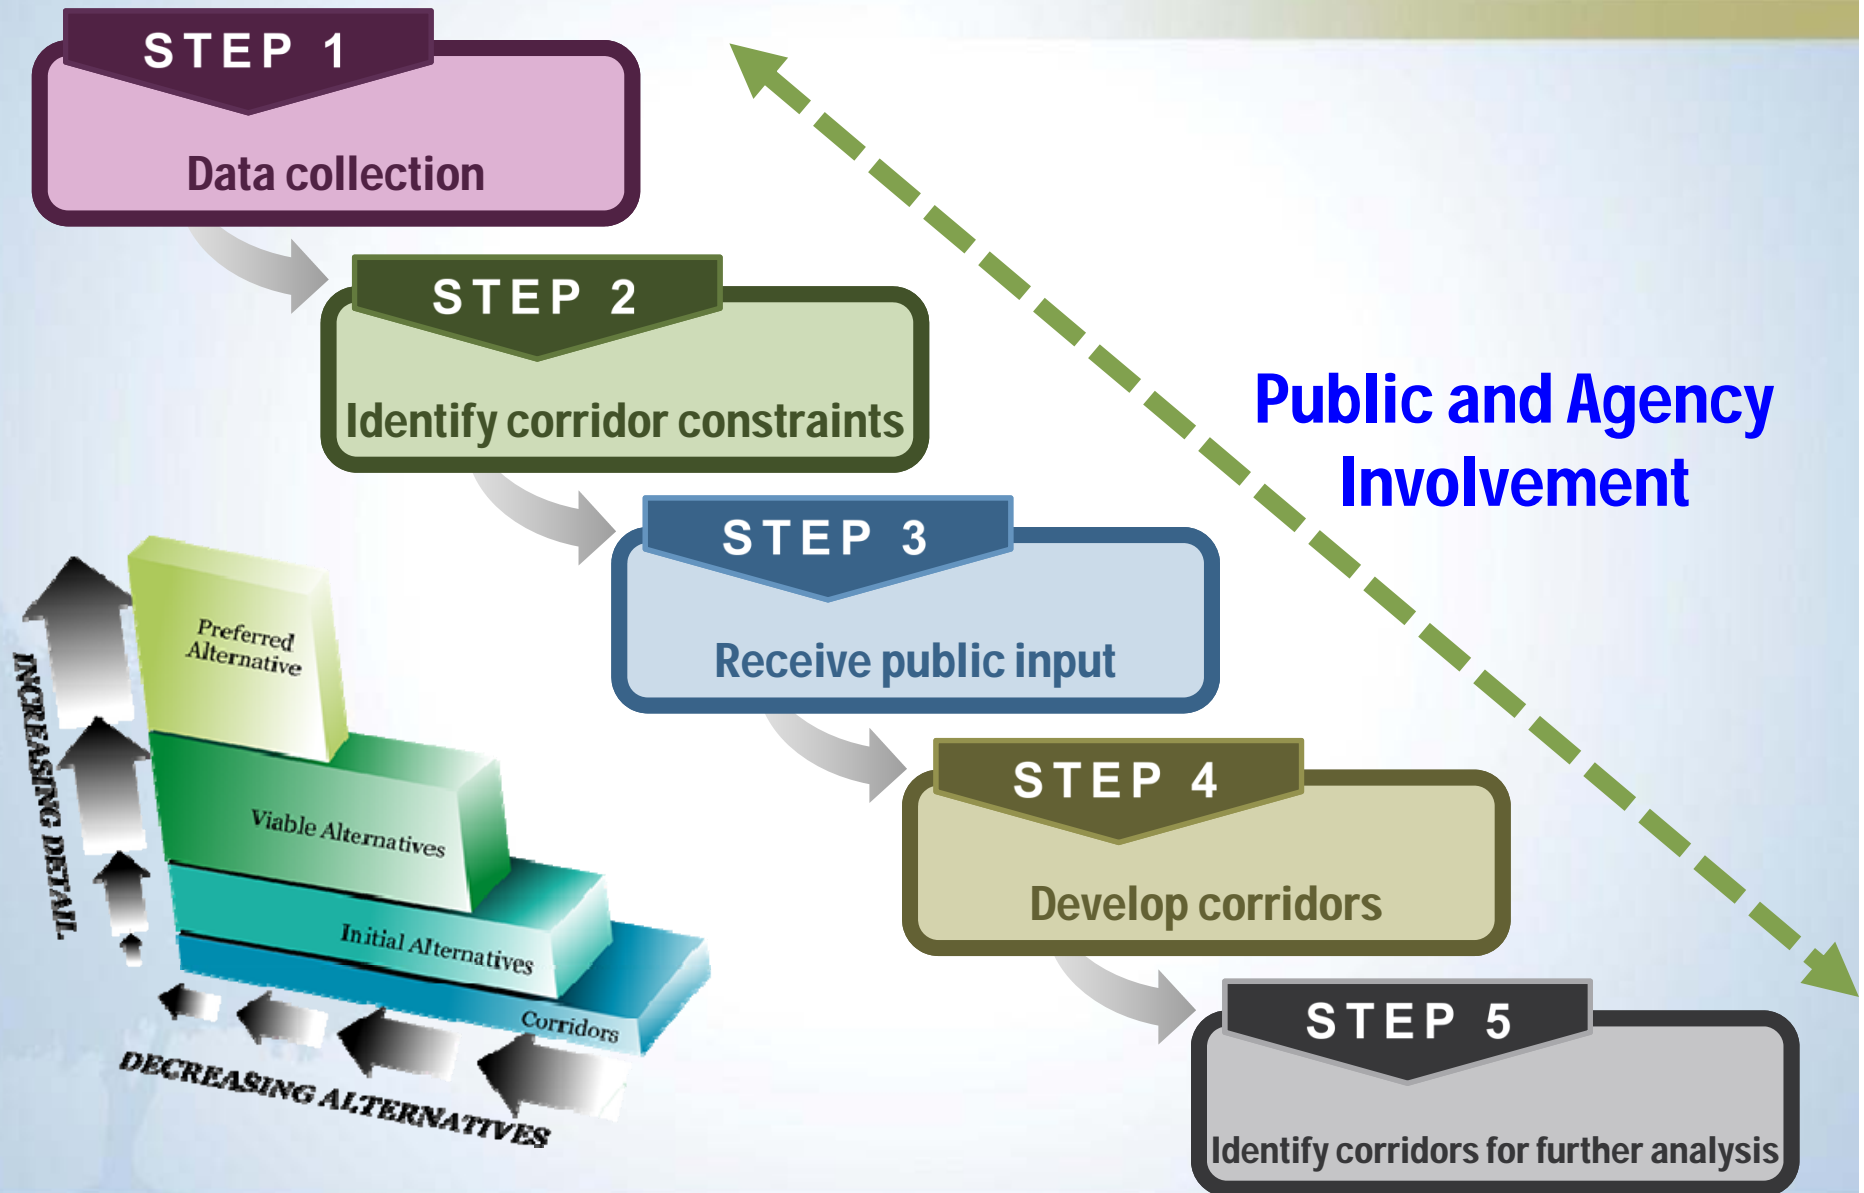 STEP 1
Data collection
STEP 2
Identify corridor constraints
Public and Agency
Involvement
STEP 3
Receive public input
STEP 4
Develop corridors
STEP 5
Identify corridors for further analysis
INCREASING DETAIL
Preferred
Alternative
Viable Alternatives
Initial Alternatives
Corridors
DECREASING ALTERNATIVES